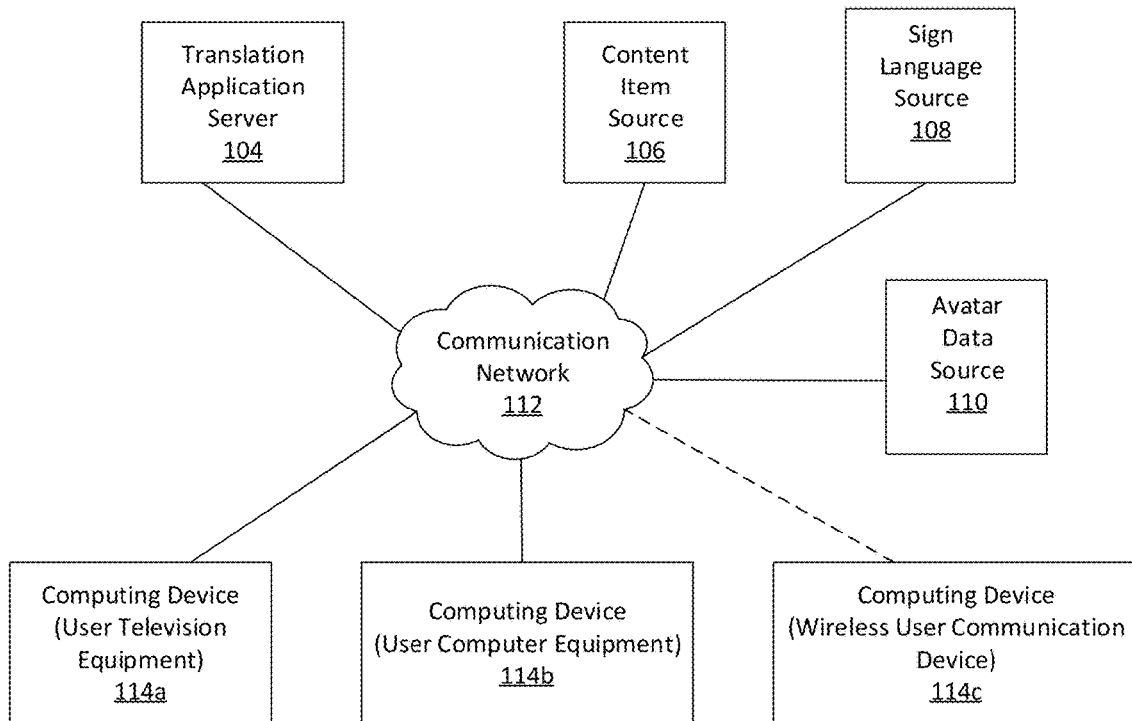 Translation
Application
Server
104
Content
Item
Source
106
Sign
Language
Source
108
Avatar
Data
Source
110
Communication
Network
112
Computing Device
(User Television
Equipment)
114a
Computing Device
(User Computer Equipment)
114b
Computing Device
(Wireless User Communication
Device)
114c